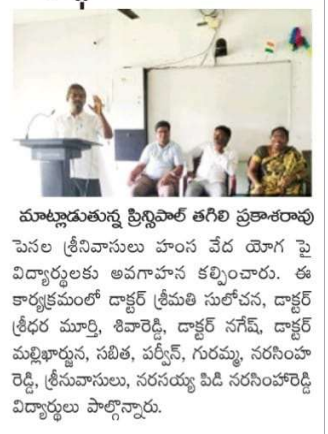 మాట్లాడుతున్న ప్రిన్సిపాల్ తగిలి ప్రకాశరావు
పెనల శ్రీనివాసులు హంస వేద యోగ పై
విద్యార్థులకు అవగాహన కల్పించారు. ఈ
కార్యక్రమంలో డాక్టర్ శ్రీమతి సులోచన, డాక్టర్
శ్రీధర మూర్తి, శివారెడ్డి, డాక్టర్ నగేష్, డాక్టర్
మల్లిఖార్జున, సబిత, పర్వీన్, గురమ్మ, నరసింహ
రెడ్డి, శ్రీనువాసులు, నరసయ్య పిడి నరసింహారెడ్డి
విద్యార్థులు పాల్గొన్నారు.